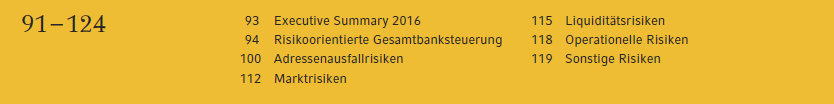 91–124
93 Executive Summary 2016
94 Risikoorientierte Gesamtbanksteuerung
100 Adressenausfallrisiken
112 Marktrisiken
115 Liquiditätsrisiken
118 Operationelle Risiken
119 Sonstige Risiken